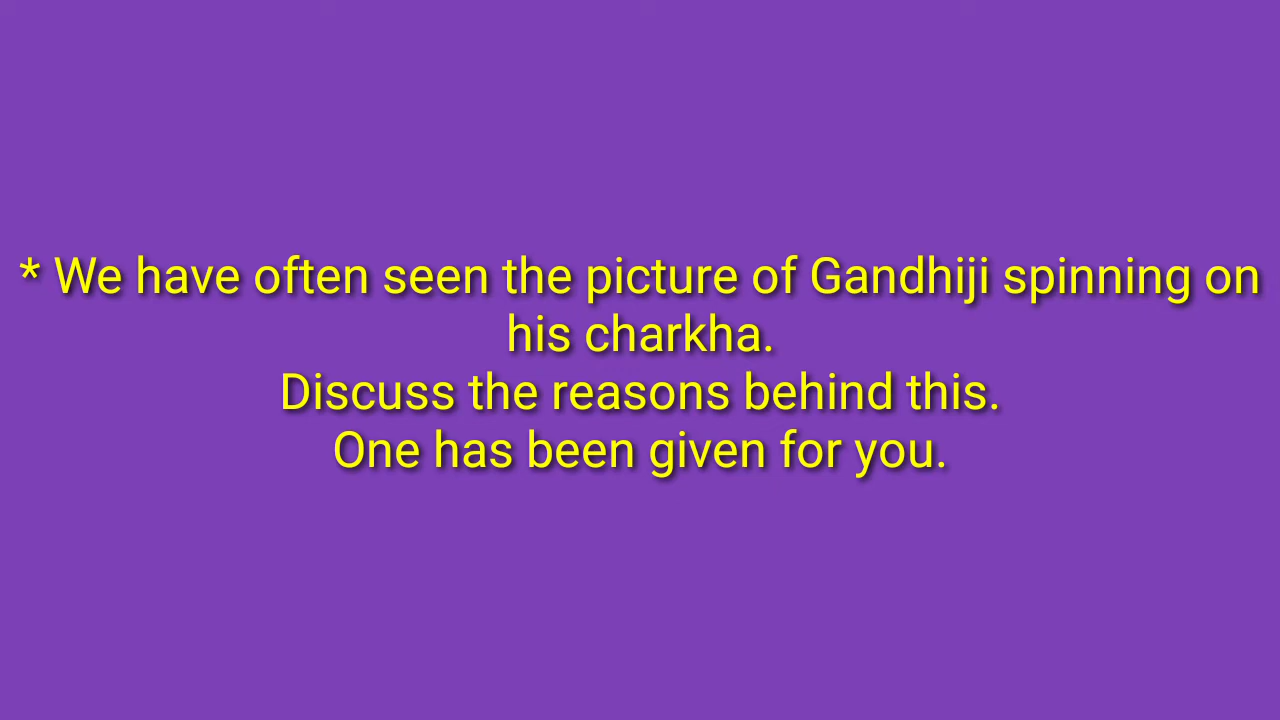 * We have often seen the picture of Gandhiji spinning on
his charkha.
Discuss the reasons behind this.
One has been given for you.